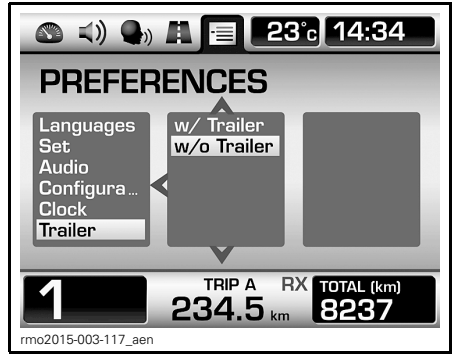 23°c 14:34
PREFERENCES
Languages
Set
Audio
Configura...
Clock
Trailer
w/ Trailer
w/o Trailer
1
TRIP A
234.5 km
RX
TOTAL (km)
8237
rmo2015-003-117_aen